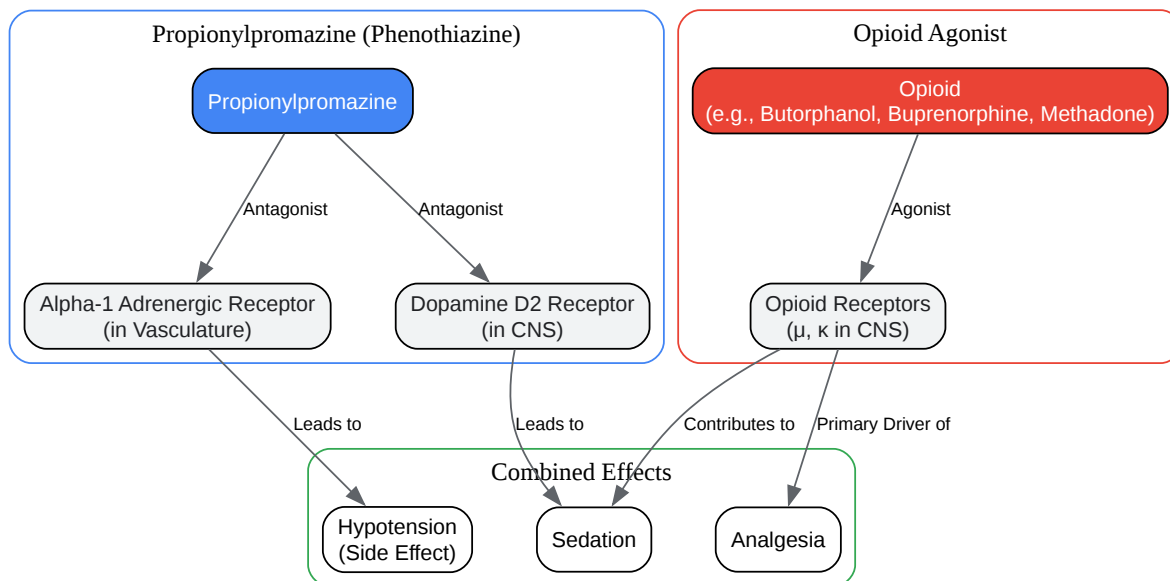 Propionylpromazine (Phenothiazine)
Opioid Agonist
Propionylpromazine
Opioid
(e.g., Butorphanol, Buprenorphine, Methadone)
Antagonist
Antagonist
Agonist
Alpha-1 Adrenergic Receptor
(in Vasculature)
Dopamine D2 Receptor
(in CNS)
Opioid Receptors
(μ, κ in CNS)
Leads to
Leads to
Contributes to
Primary Driver of
Combined Effects
Hypotension
(Side Effect)
Sedation
Analgesia